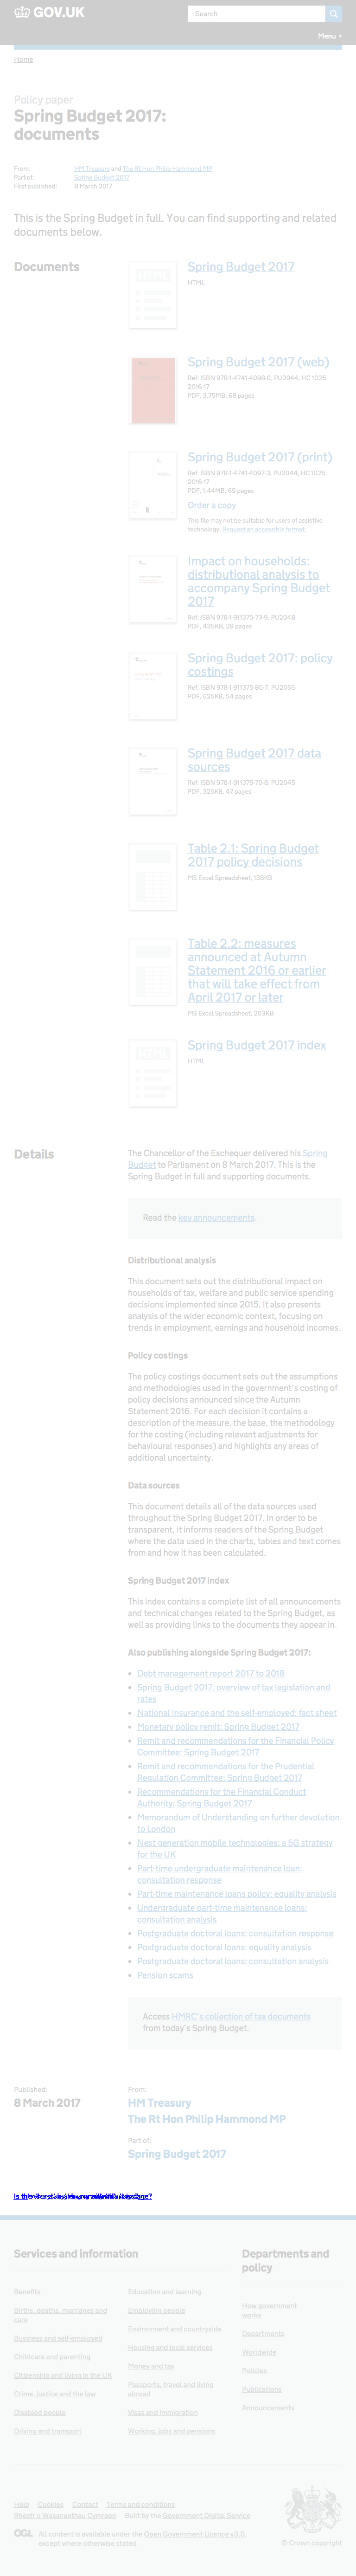 GOV.UK
Search
Menu
Home
Policy paper
Spring Budget 2017:
documents
From: HM Treasury and The Rt Hon Philip Hammond MP
Part of: Spring Budget 2017
First published: 8 March 2017
This is the Spring Budget in full. You can find supporting and related
documents below.
Documents
HTML
Spring Budget 2017
HTML
Spring Budget 2017 (web)
Ref: ISBN 978-1-4741-4098-0, PU2044, HC 1025
2016-17
PDF, 3.75MB, 68 pages
Spring Budget 2017 (print)
Ref: ISBN 978-1-4741-4097-3, PU2044, HC 1025
2016-17
PDF, 1.44MB, 69 pages
Order a copy
This file may not be suitable for users of assistive
technology. Request an accessible format.
Impact on households:
distributional analysis to
accompany Spring Budget
2017
Ref: ISBN 978-1-911375-73-9, PU2048
PDF, 435KB, 28 pages
Spring Budget 2017: policy
costings
Ref: ISBN 978-1-911375-80-7, PU2055
PDF, 625KB, 54 pages
Spring Budget 2017 data
sources
Ref: ISBN 978-1-911375-70-8, PU2045
PDF, 325KB, 47 pages
Table 2.1: Spring Budget
2017 policy decisions
MS Excel Spreadsheet, 138KB
Table 2.2: measures
announced at Autumn
Statement 2016 or earlier
that will take effect from
April 2017 or later
MS Excel Spreadsheet, 203KB
HTML
Spring Budget 2017 index
HTML
Details
The Chancellor of the Exchequer delivered his Spring
Budget to Parliament on 8 March 2017. This is the
Spring Budget in full and supporting documents.
Read the key announcements.
Distributional analysis
This document sets out the distributional impact on
households of tax, welfare and public service spending
decisions implemented since 2015. It also presents
analysis of the wider economic context, focusing on
trends in employment, earnings and household incomes.
Policy costings
The policy costings document sets out the assumptions
and methodologies used in the government's costing of
policy decisions announced since the Autumn
Statement 2016. For each decision it contains a
description of the measure, the base, the methodology
for the costing (including relevant adjustments for
behavioural responses) and highlights any areas of
additional uncertainty.
Data sources
This document details all of the data sources used
throughout the Spring Budget 2017. In order to be
transparent, it informs readers of the Spring Budget
where the data used in the charts, tables and text comes
from and how it has been calculated.
Spring Budget 2017 index
This index contains a complete list of all announcements
and technical changes related to the Spring Budget, as
well as providing links to the documents they appear in.
Also publishing alongside Spring Budget 2017:
Debt management report 2017 to 2018
Spring Budget 2017: overview of tax legislation and
rates
National Insurance and the self-employed: fact sheet
Monetary policy remit: Spring Budget 2017
Remit and recommendations for the Financial Policy
Committee: Spring Budget 2017
Remit and recommendations for the Prudential
Regulation Committee: Spring Budget 2017
Recommendations for the Financial Conduct
Authority: Spring Budget 2017
Memorandum of Understanding on further devolution
to London
Next generation mobile technologies: a 5G strategy
for the UK
Part-time undergraduate maintenance loan:
consultation response
Part-time maintenance loans policy: equality analysis
Undergraduate part-time maintenance loans:
consultation analysis
Postgraduate doctoral loans: consultation response
Postgraduate doctoral loans: equality analysis
Postgraduate doctoral loans: consultation analysis
Pension scams
Access HMRC's collection of tax documents
from today's Spring Budget.
Published:
8 March 2017
From:
HM Treasury
The Rt Hon Philip Hammond MP
Part of:
Spring Budget 2017
Services and information
Benefits
Births, deaths, marriages and
care
Business and self-employed
Childcare and parenting
Citizenship and living in the UK
Crime, justice and the law
Disabled people
Driving and transport
Education and learning
Employing people
Environment and countryside
Housing and local services
Money and tax
Passports, travel and living
abroad
Visas and immigration
Working, jobs and pensions
Departments and
policy
How government
works
Departments
Worldwide
Policies
Publications
Announcements
Help Cookies Contact Terms and conditions
Rhestr o Wasanaethau Cymraeg Built by the Government Digital Service
OGL All content is available under the Open Government Licence v3.0,
except where otherwise stated
© Crown copyright